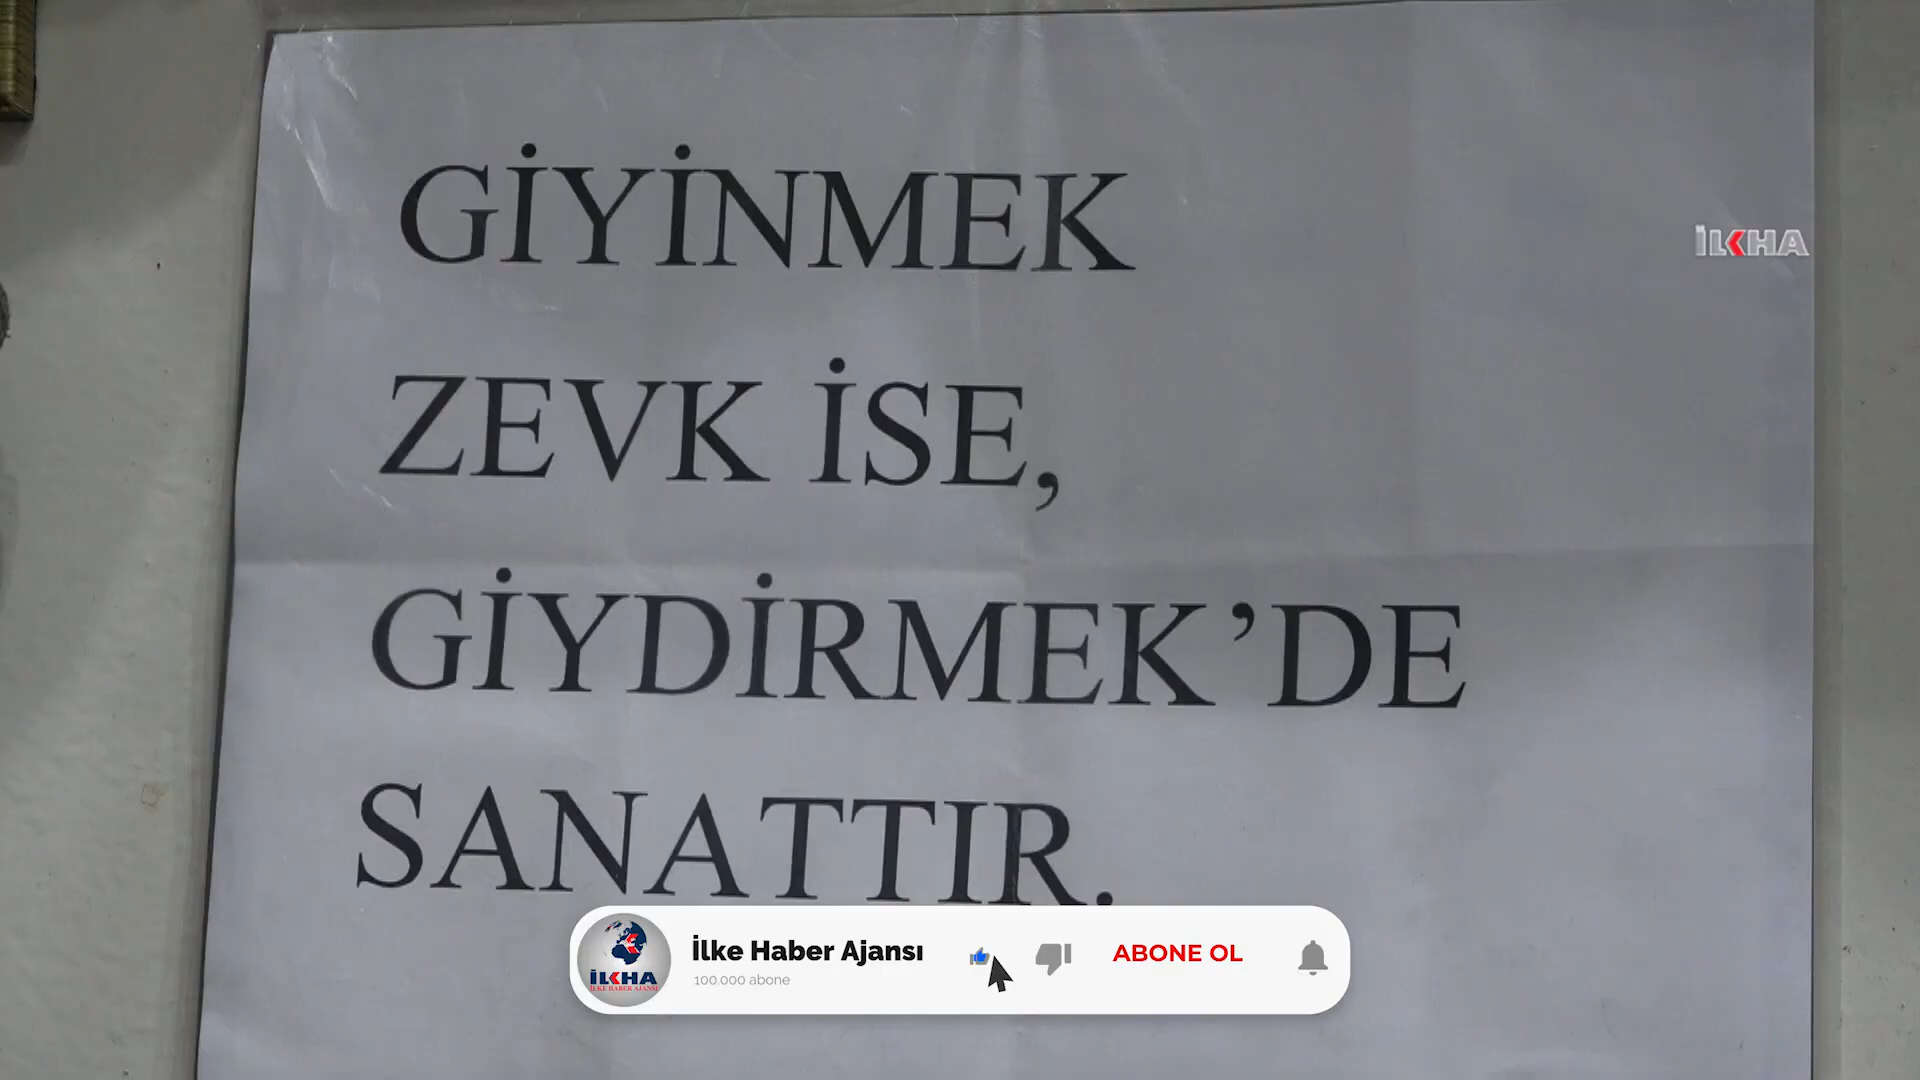 GİYİNMEK
ZEVK İSE,
GİYDİRMEK’DE
SANATTIR.
İLKHA
İLKHA
İLKE HABER AJANSI
İlke Haber Ajansı
100.000 abone
ABONE OL